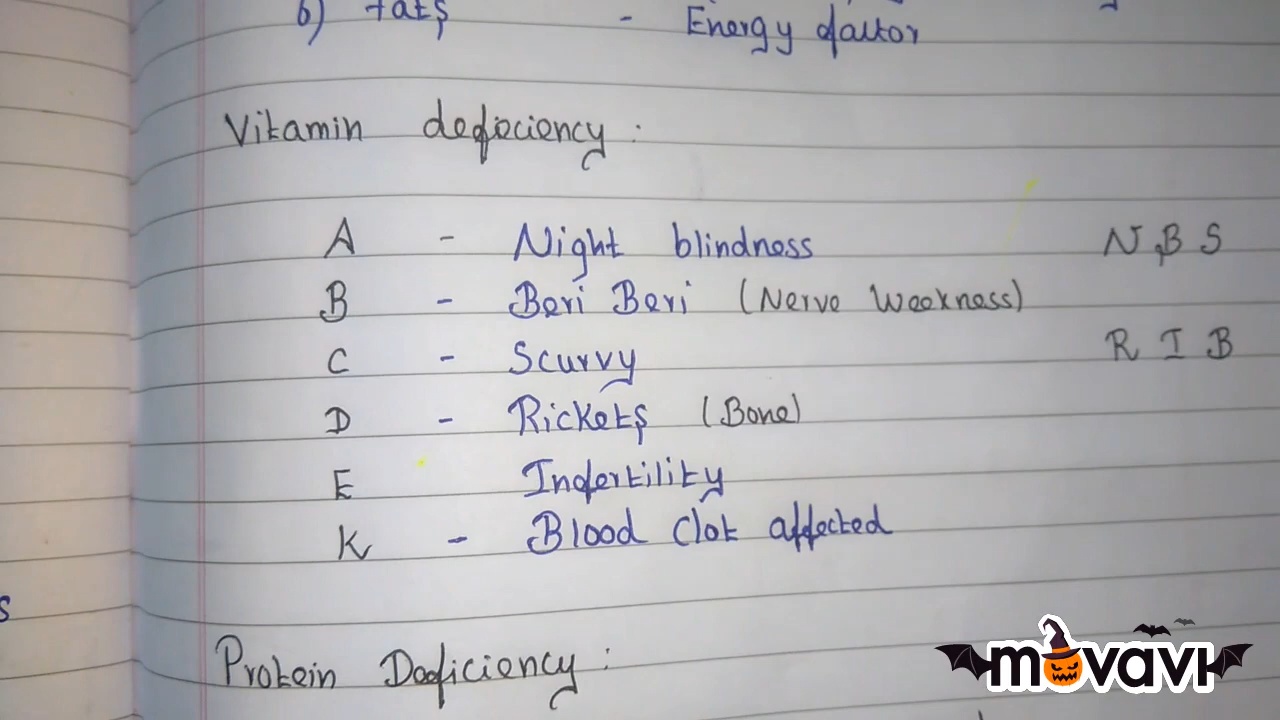 b) fats - Energy factor
Vitamin deficiency :
A - Night blindness N B S
B - Beri Beri (Nerve Weakness)
C - Scurvy R I B
D - Rickets (Bone)
E Infertility
K - Blood Clot affected
s
Protein Deficiency :
movavi